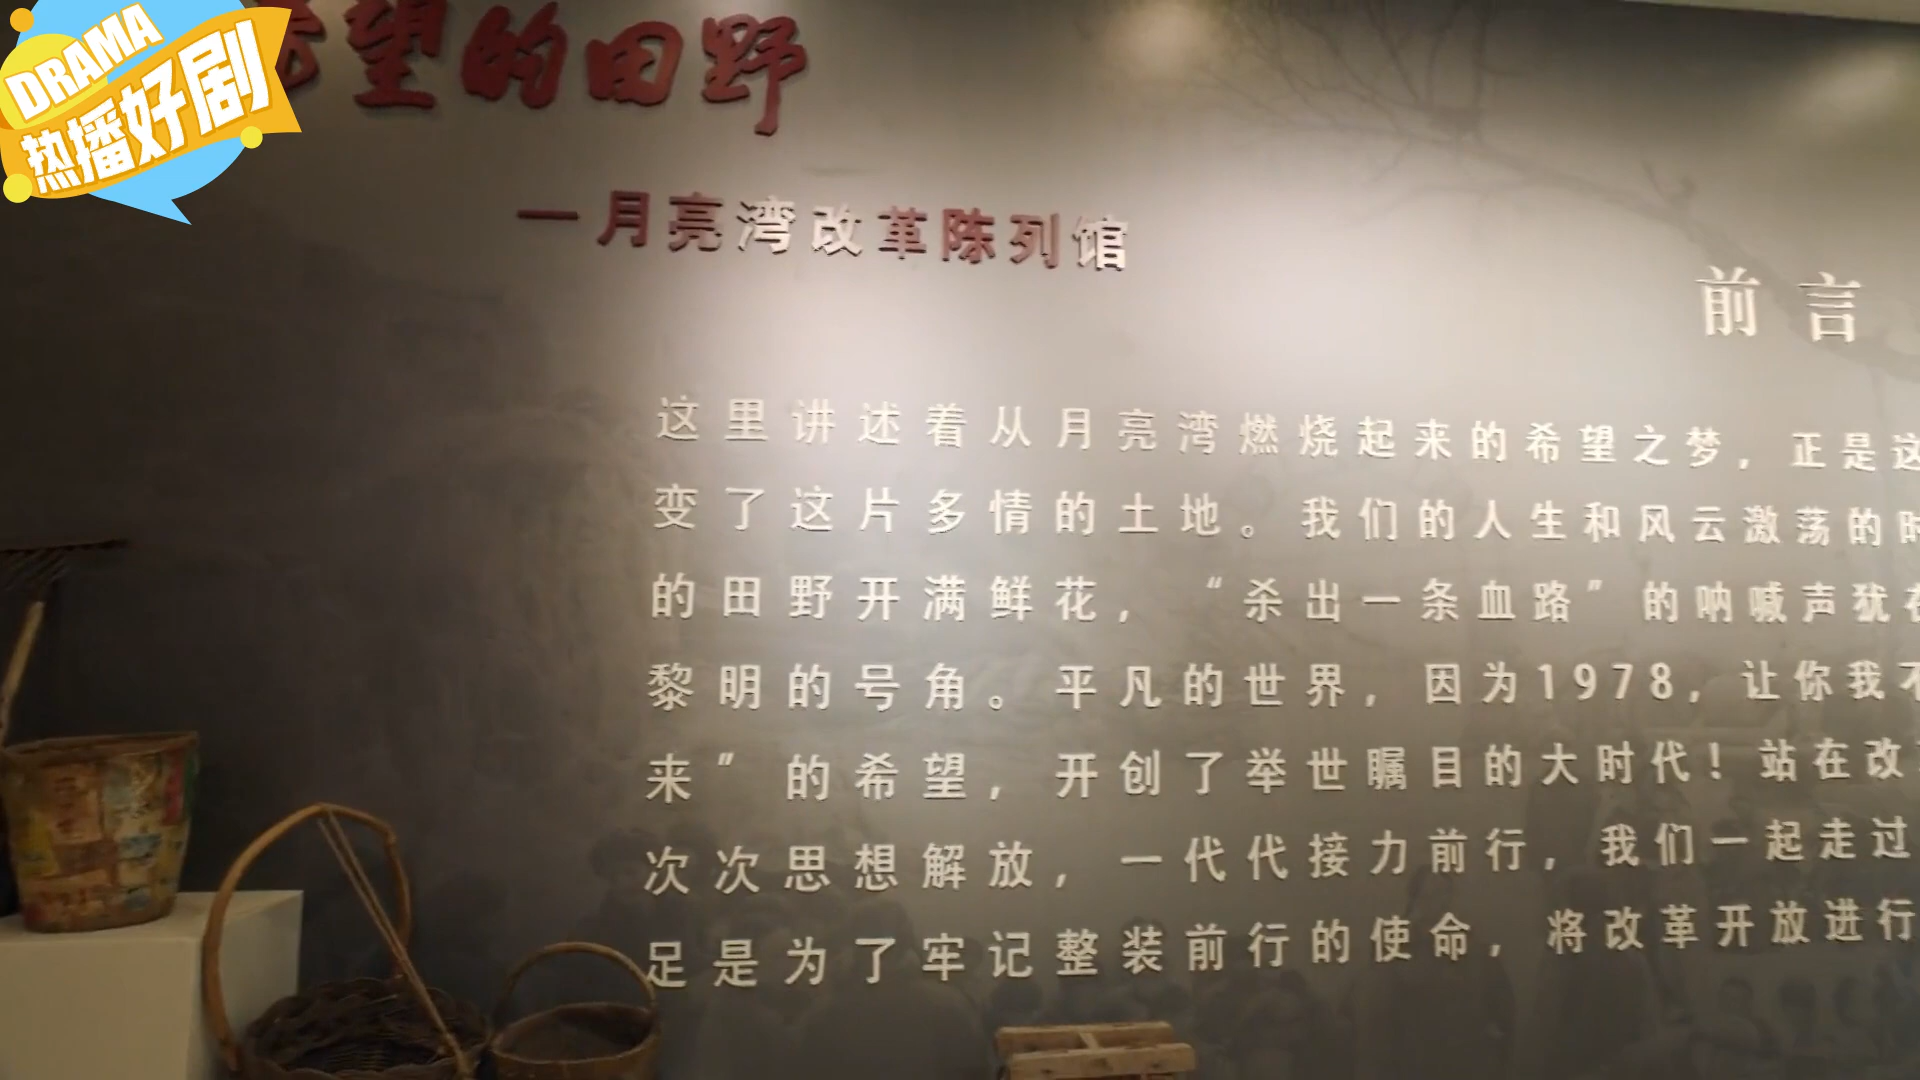 DRAMA
热播好剧
希望的田野
一月亮湾改革陈列馆
前言
这里讲述着从月亮湾燃烧起来的希望之梦，正是这
变了这片多情的土地。我们的人生和风云激荡的时
的田野开满鲜花，“杀出一条血路”的呐喊声犹在
黎明的号角。平凡的世界，因为1978，让你我不
来”的希望，开创了举世瞩目的大时代！站在改
次次思想解放，一代代接力前行，我们一起走过
足是为了牢记整装前行的使命，将改革开放进行